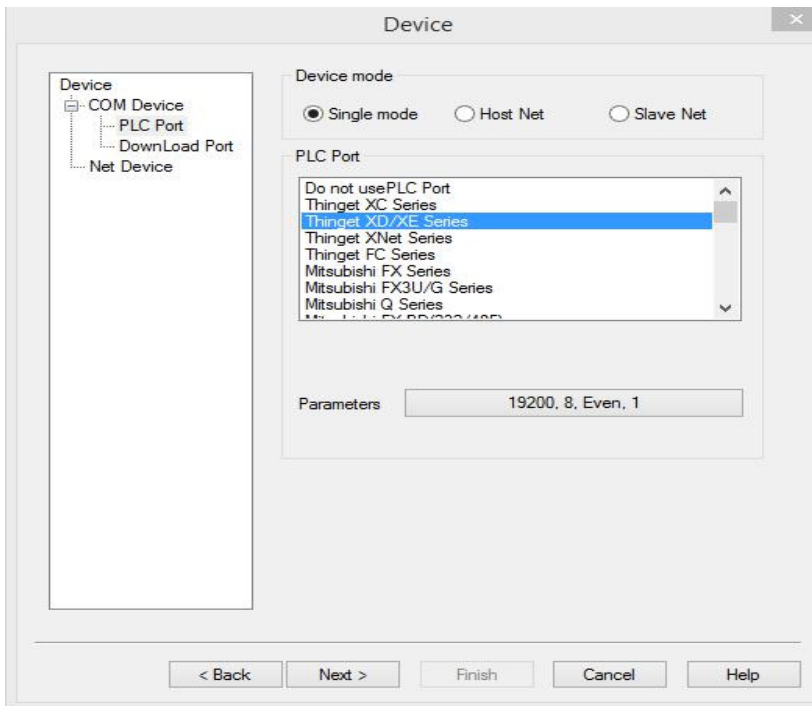 Device
Device
COM Device
PLC Port
DownLoad Port
Net Device
Device mode
Single mode
Host Net
Slave Net
PLC Port
Do not usePLC Port
Thinget XC Series
Thinget XD/XE Series
Thinget XNet Series
Thinget FC Series
Mitsubishi FX Series
Mitsubishi FX3U/G Series
Mitsubishi Q Series
Parameters
19200, 8, Even, 1
< Back
Next >
Finish
Cancel
Help